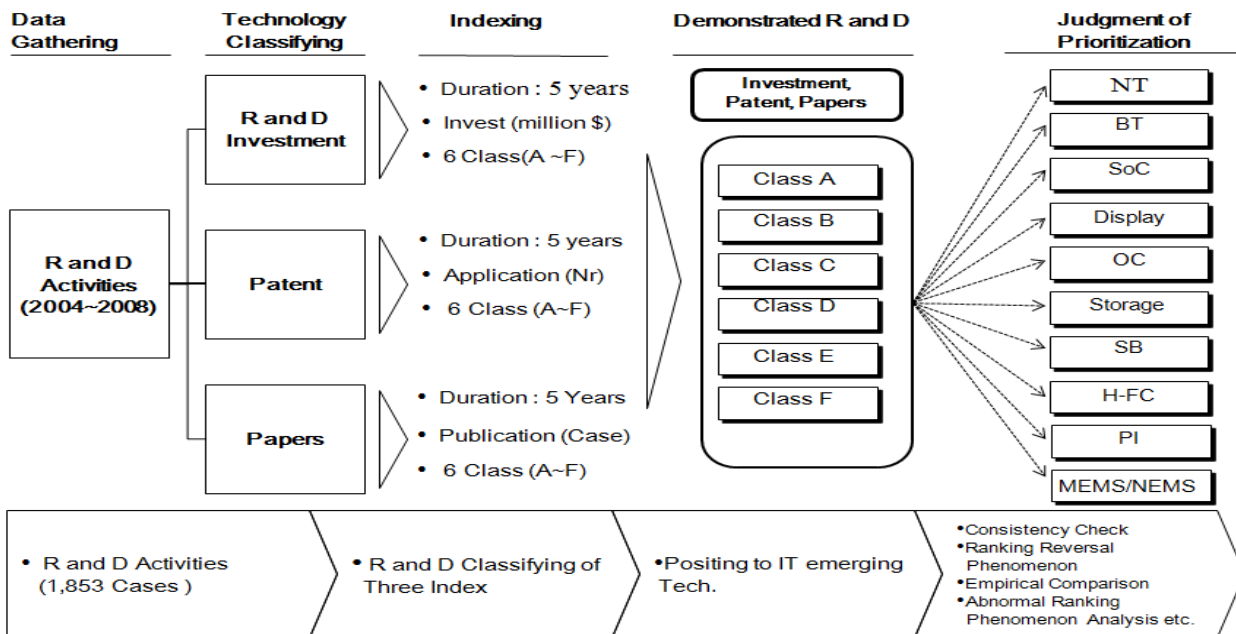 Data
Gathering
Technology
Classifying
Indexing
Demonstrated R and D
Judgment of
Prioritization
R and D
Activities
(2004~2008)
R and D
Investment
Patent
Papers
• Duration : 5 years
• Invest (million $)
• 6 Class(A ~F)
• Duration : 5 years
• Application (Nr)
• 6 Class (A~F)
• Duration : 5 Years
• Publication (Case)
• 6 Class (A~F)
Investment,
Patent, Papers
Class A
Class B
Class C
Class D
Class E
Class F
NT
BT
SoC
Display
OC
Storage
SB
H-FC
PI
MEMS/NEMS
• R and D Activities
(1,853 Cases )
• R and D Classifying of
Three Index
•Positing to IT emerging
Tech.
•Consistency Check
•Ranking Reversal
Phenomenon
•Empirical Comparison
•Abnormal Ranking
Phenomenon Analysis etc.